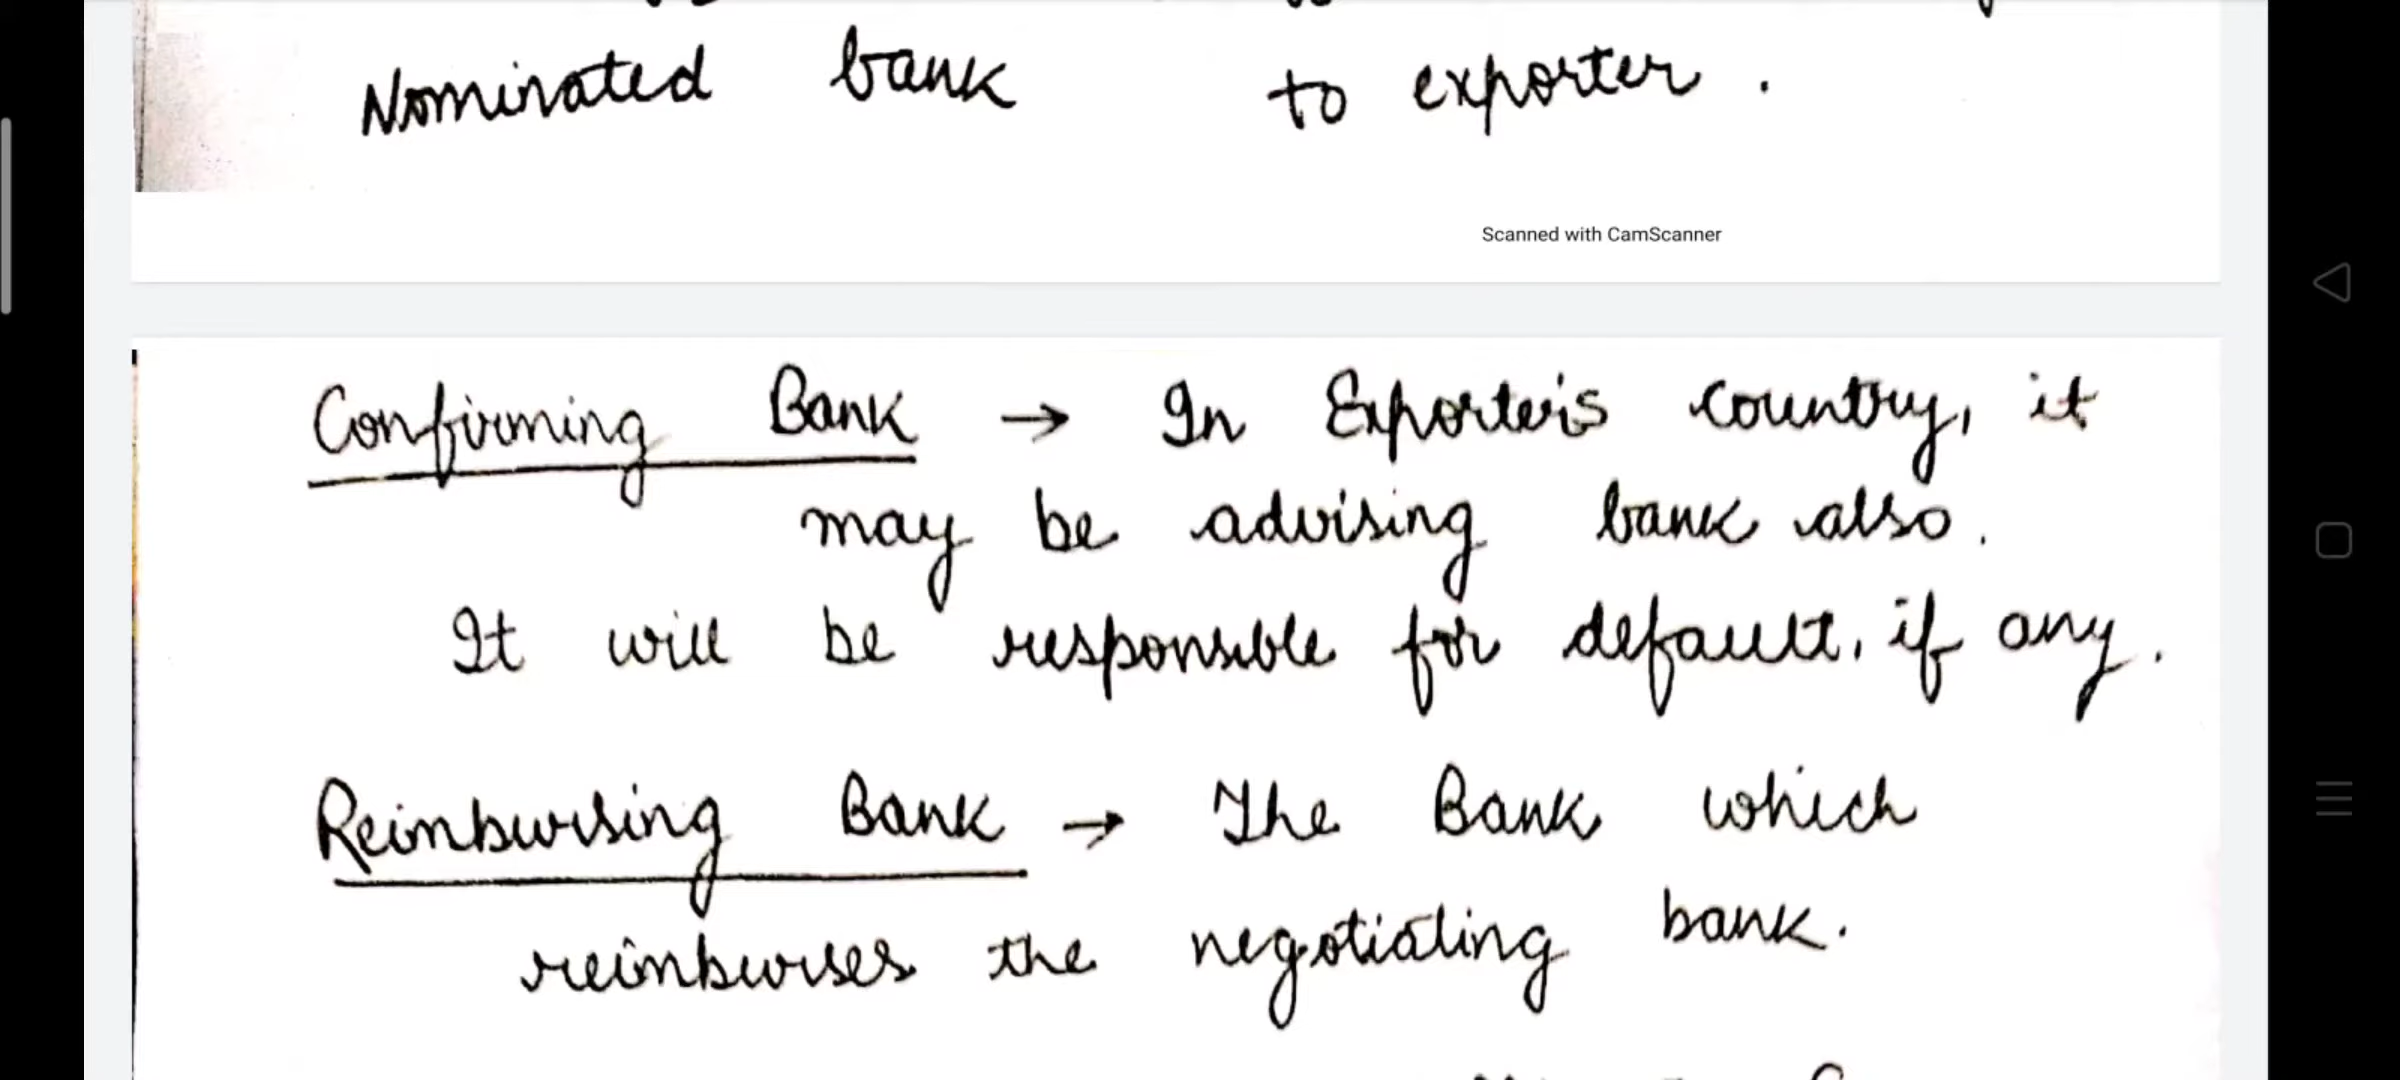 Nominated bank to exporter.
Scanned with CamScanner
Confirming Bank → In Exporter's country, it
may be advising bank also.
It will be responsible for default, if any.
Reimbursing Bank → The Bank which
reimburses the negotiating bank.